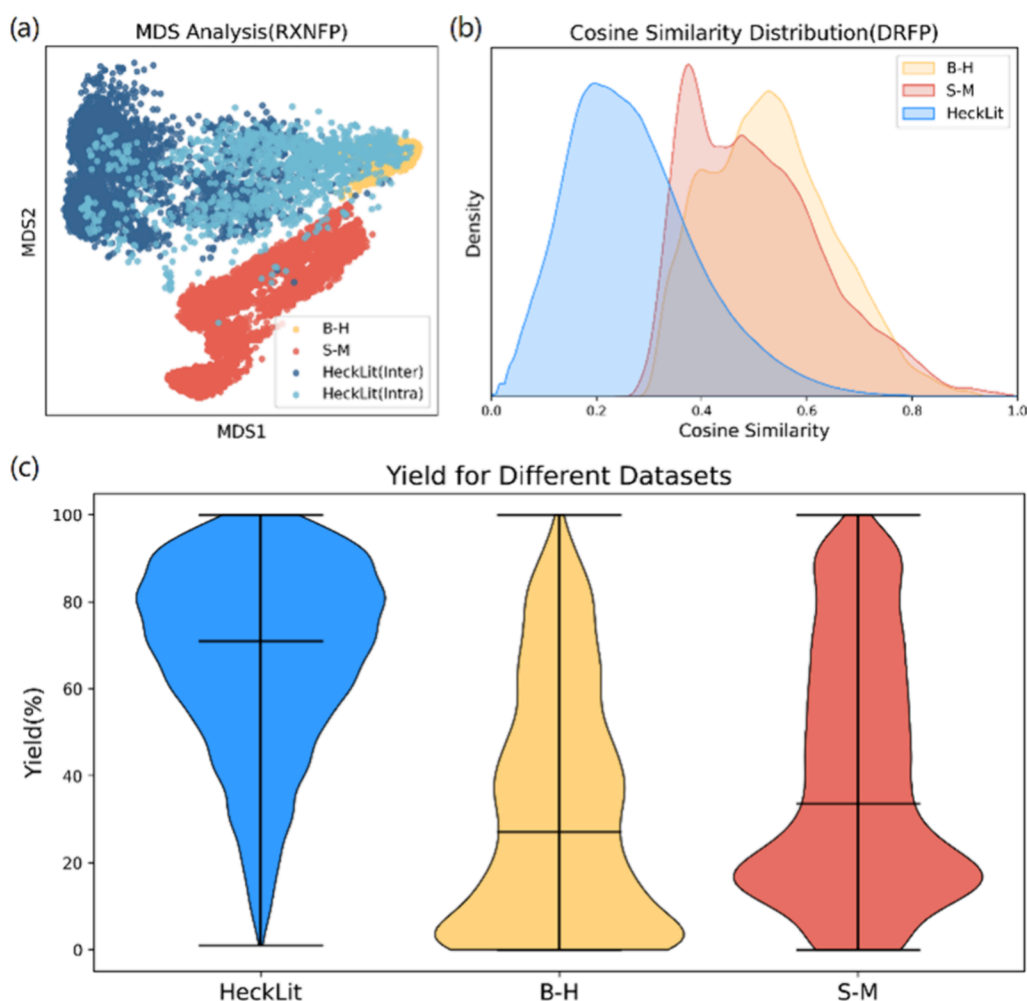 (a)
MDS Analysis(RXNFP)
MDS2
B-H
S-M
HeckLit(Inter)
HeckLit(Intra)
MDS1
(b)
Cosine Similarity Distribution(DRFP)
B-H
S-M
HeckLit
Density
0.0 0.2 0.4 0.6 0.8 1.0
Cosine Similarity
(c)
Yield for Different Datasets
Yield(%)
100
80
60
40
20
0
HeckLit B-H S-M